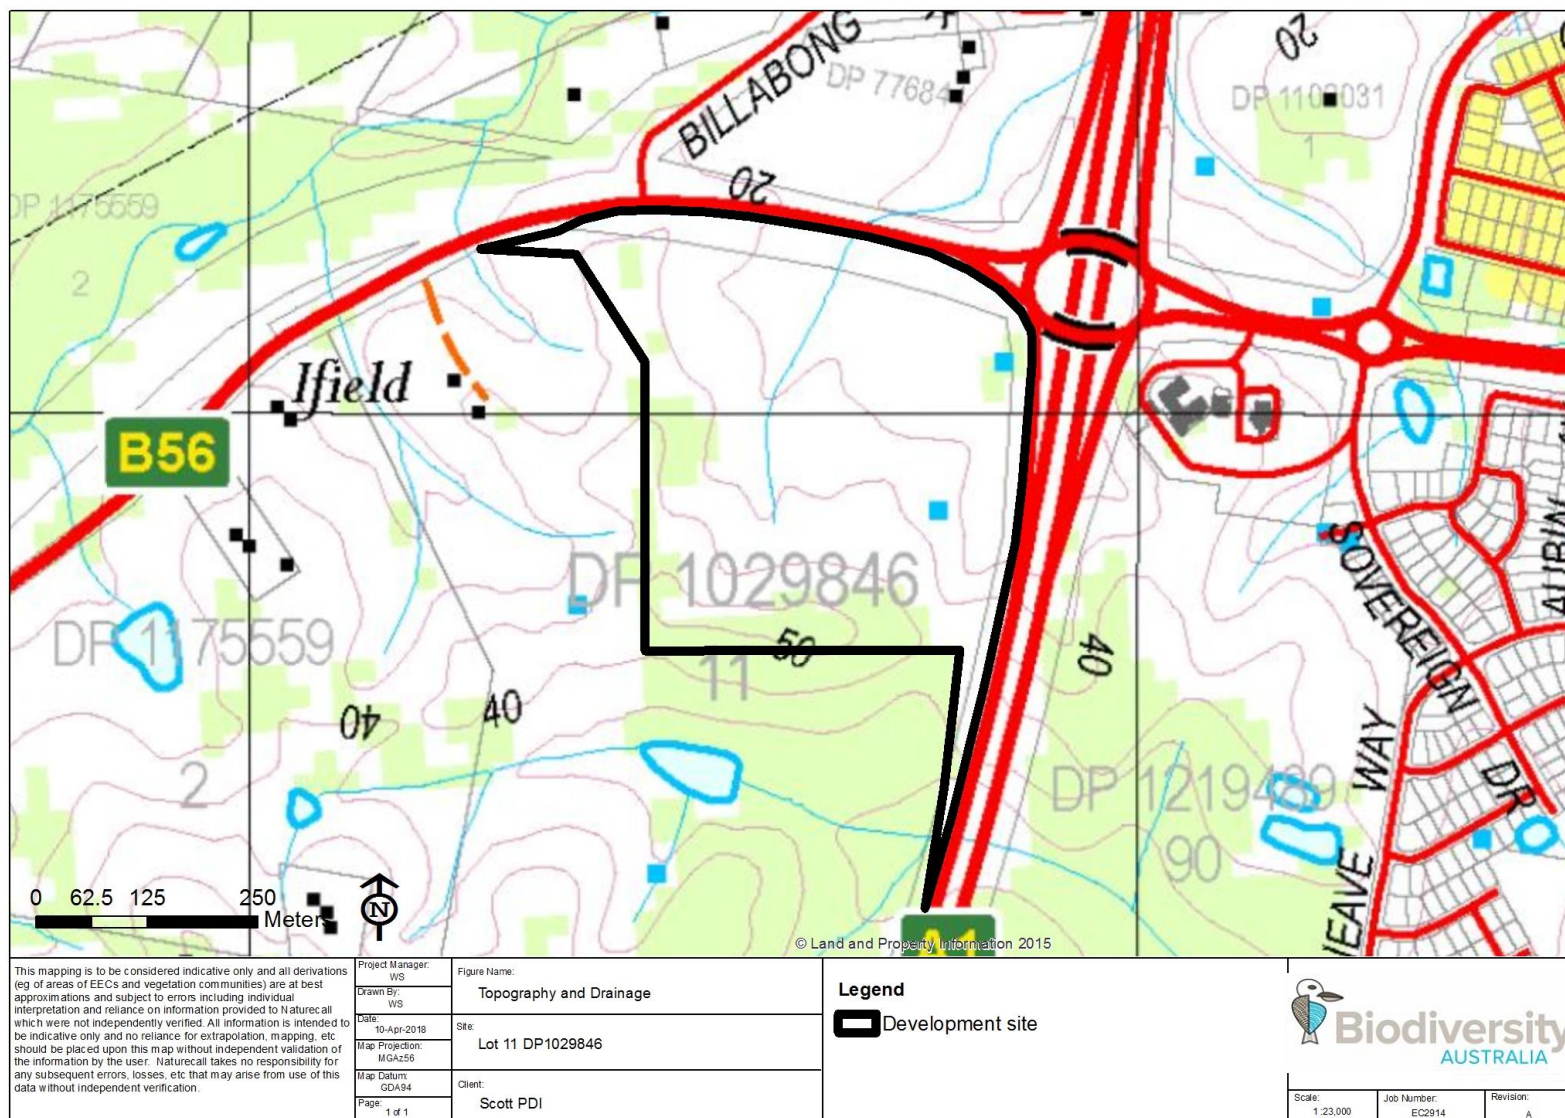 20
BILLABONG
DP 77684
DP 1103031
1
20
DP 1175559
2
Ifield
B56
DP 1029846
11
50
DP 1175559
2
40
40
40
DP 1219489
90
SOVEREIGN
DR
WAY
0 62.5 125 250
Meters
N
A1
© Land and Property Information 2015
This mapping is to be considered indicative only and all derivations
(eg of areas of EECs and vegetation communities) are at best
approximations and subject to errors including individual
interpretation and reliance on information provided to Naturecall
which were not independently verified. All information is intended to
be indicative only and no reliance for extrapolation, mapping, etc
should be placed upon this map without independent validation of
the information by the user. Naturecall takes no responsibility for
any subsequent errors, losses, etc that may arise from use of this
data without independent verification.
Project Manager:
WS
Drawn By:
WS
Date:
10-Apr-2018
Map Projection:
MGAz56
Map Datum:
GDA94
Page:
1 of 1
Figure Name:
Topography and Drainage
Site:
Lot 11 DP1029846
Client:
Scott PDI
Legend
Development site
Biodiversity
AUSTRALIA
Scale:
1:23,000
Job Number:
EC2914
Revision:
A